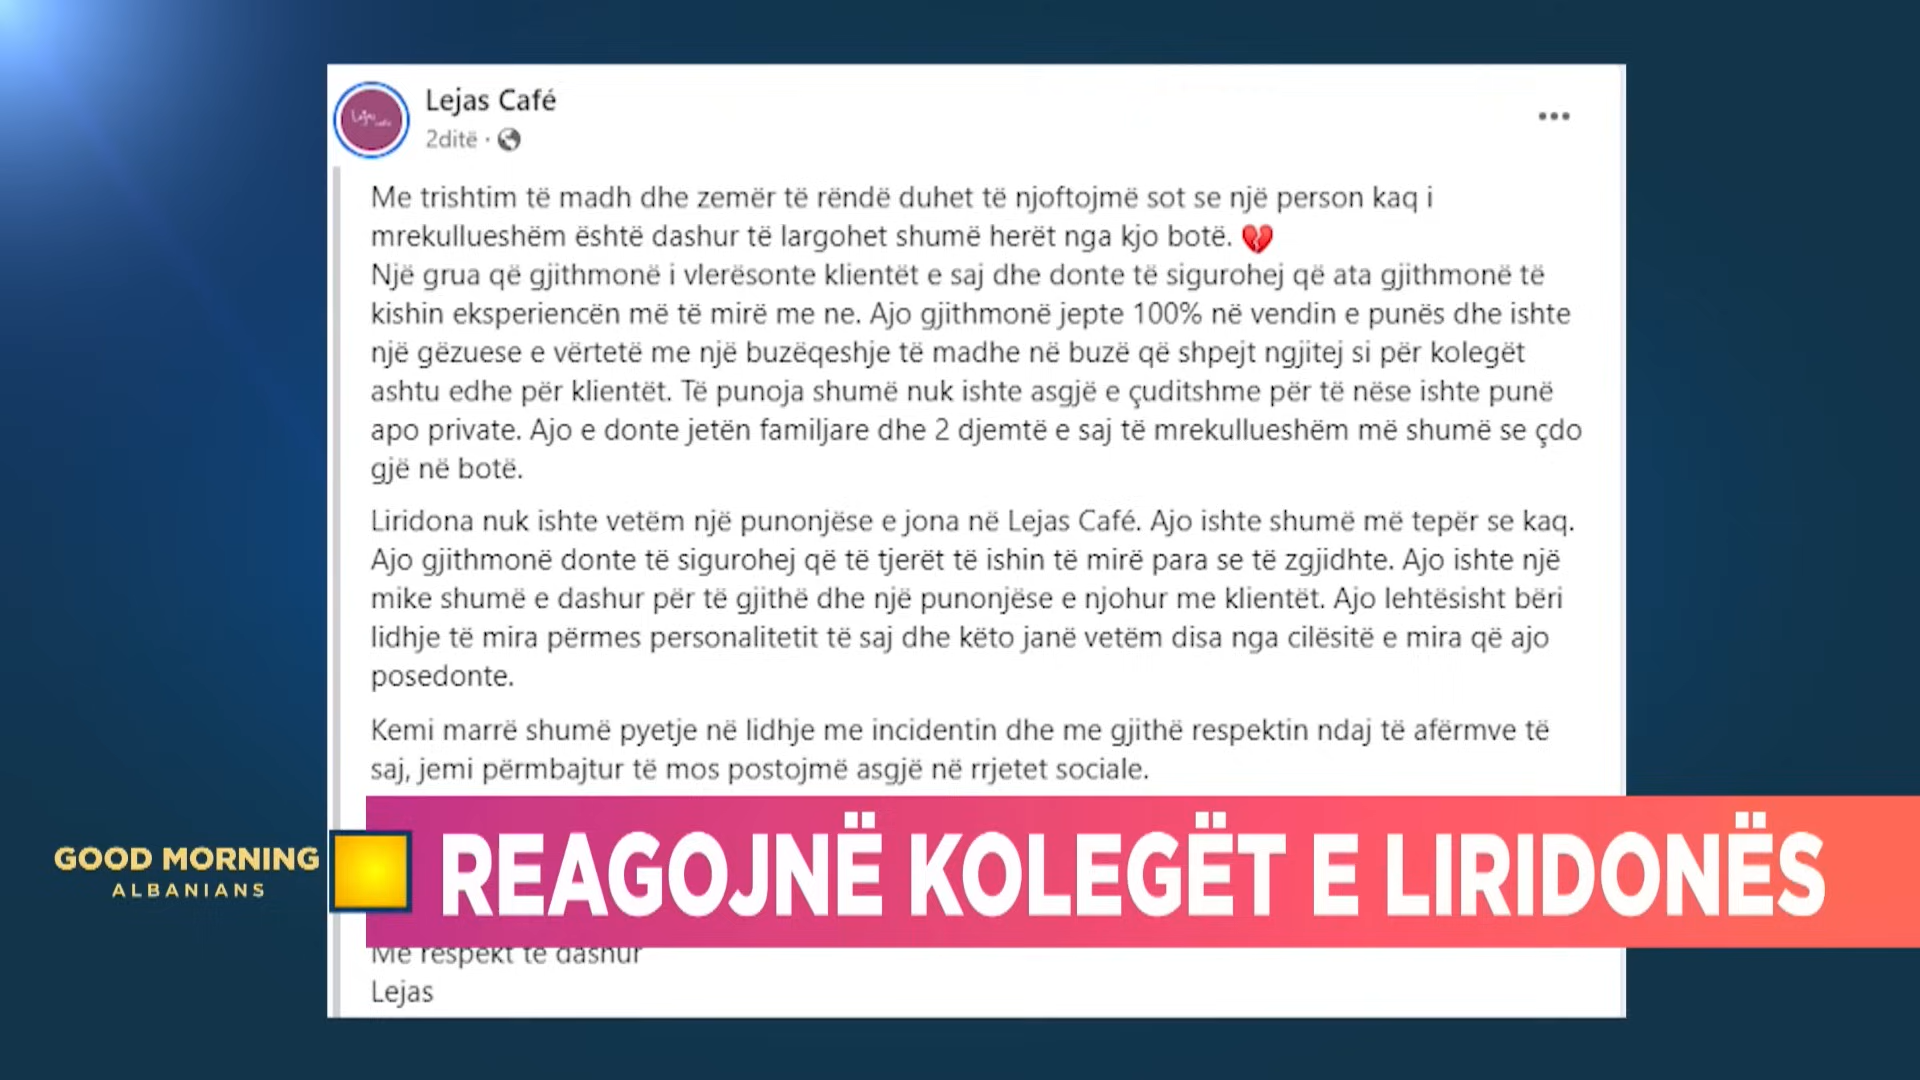 Lejas Café
2ditë ·
Me trishtim të madh dhe zemër të rëndë duhet të njoftojmë sot se një person kaq i
mrekullueshëm është dashur të largohet shumë herët nga kjo botë. 💔
Një grua që gjithmonë i vlerësonte klientët e saj dhe donte të sigurohej që ata gjithmonë të
kishin eksperiencën më të mirë me ne. Ajo gjithmonë jepte 100% në vendin e punës dhe ishte
një gëzuese e vërtetë me një buzëqeshje të madhe në buzë që shpejt ngjitej si për kolegët
ashtu edhe për klientët. Të punoja shumë nuk ishte asgjë e çuditshme për të nëse ishte punë
apo private. Ajo e donte jetën familjare dhe 2 djemtë e saj të mrekullueshëm më shumë se çdo
gjë në botë.
Liridona nuk ishte vetëm një punonjëse e jona në Lejas Café. Ajo ishte shumë më tepër se kaq.
Ajo gjithmonë donte të sigurohej që të tjerët të ishin të mirë para se të zgjidhte. Ajo ishte një
mike shumë e dashur për të gjithë dhe një punonjëse e njohur me klientët. Ajo lehtësisht bëri
lidhje të mira përmes personalitetit të saj dhe këto janë vetëm disa nga cilësitë e mira që ajo
posedonte.
Kemi marrë shumë pyetje në lidhje me incidentin dhe me gjithë respektin ndaj të afërmve të
saj, jemi përmbajtur të mos postojmë asgjë në rrjetet sociale.
GOOD MORNING
ALBANIANS
REAGOJNË KOLEGËT E LIRIDONËS
Me respekt të dashur
Lejas